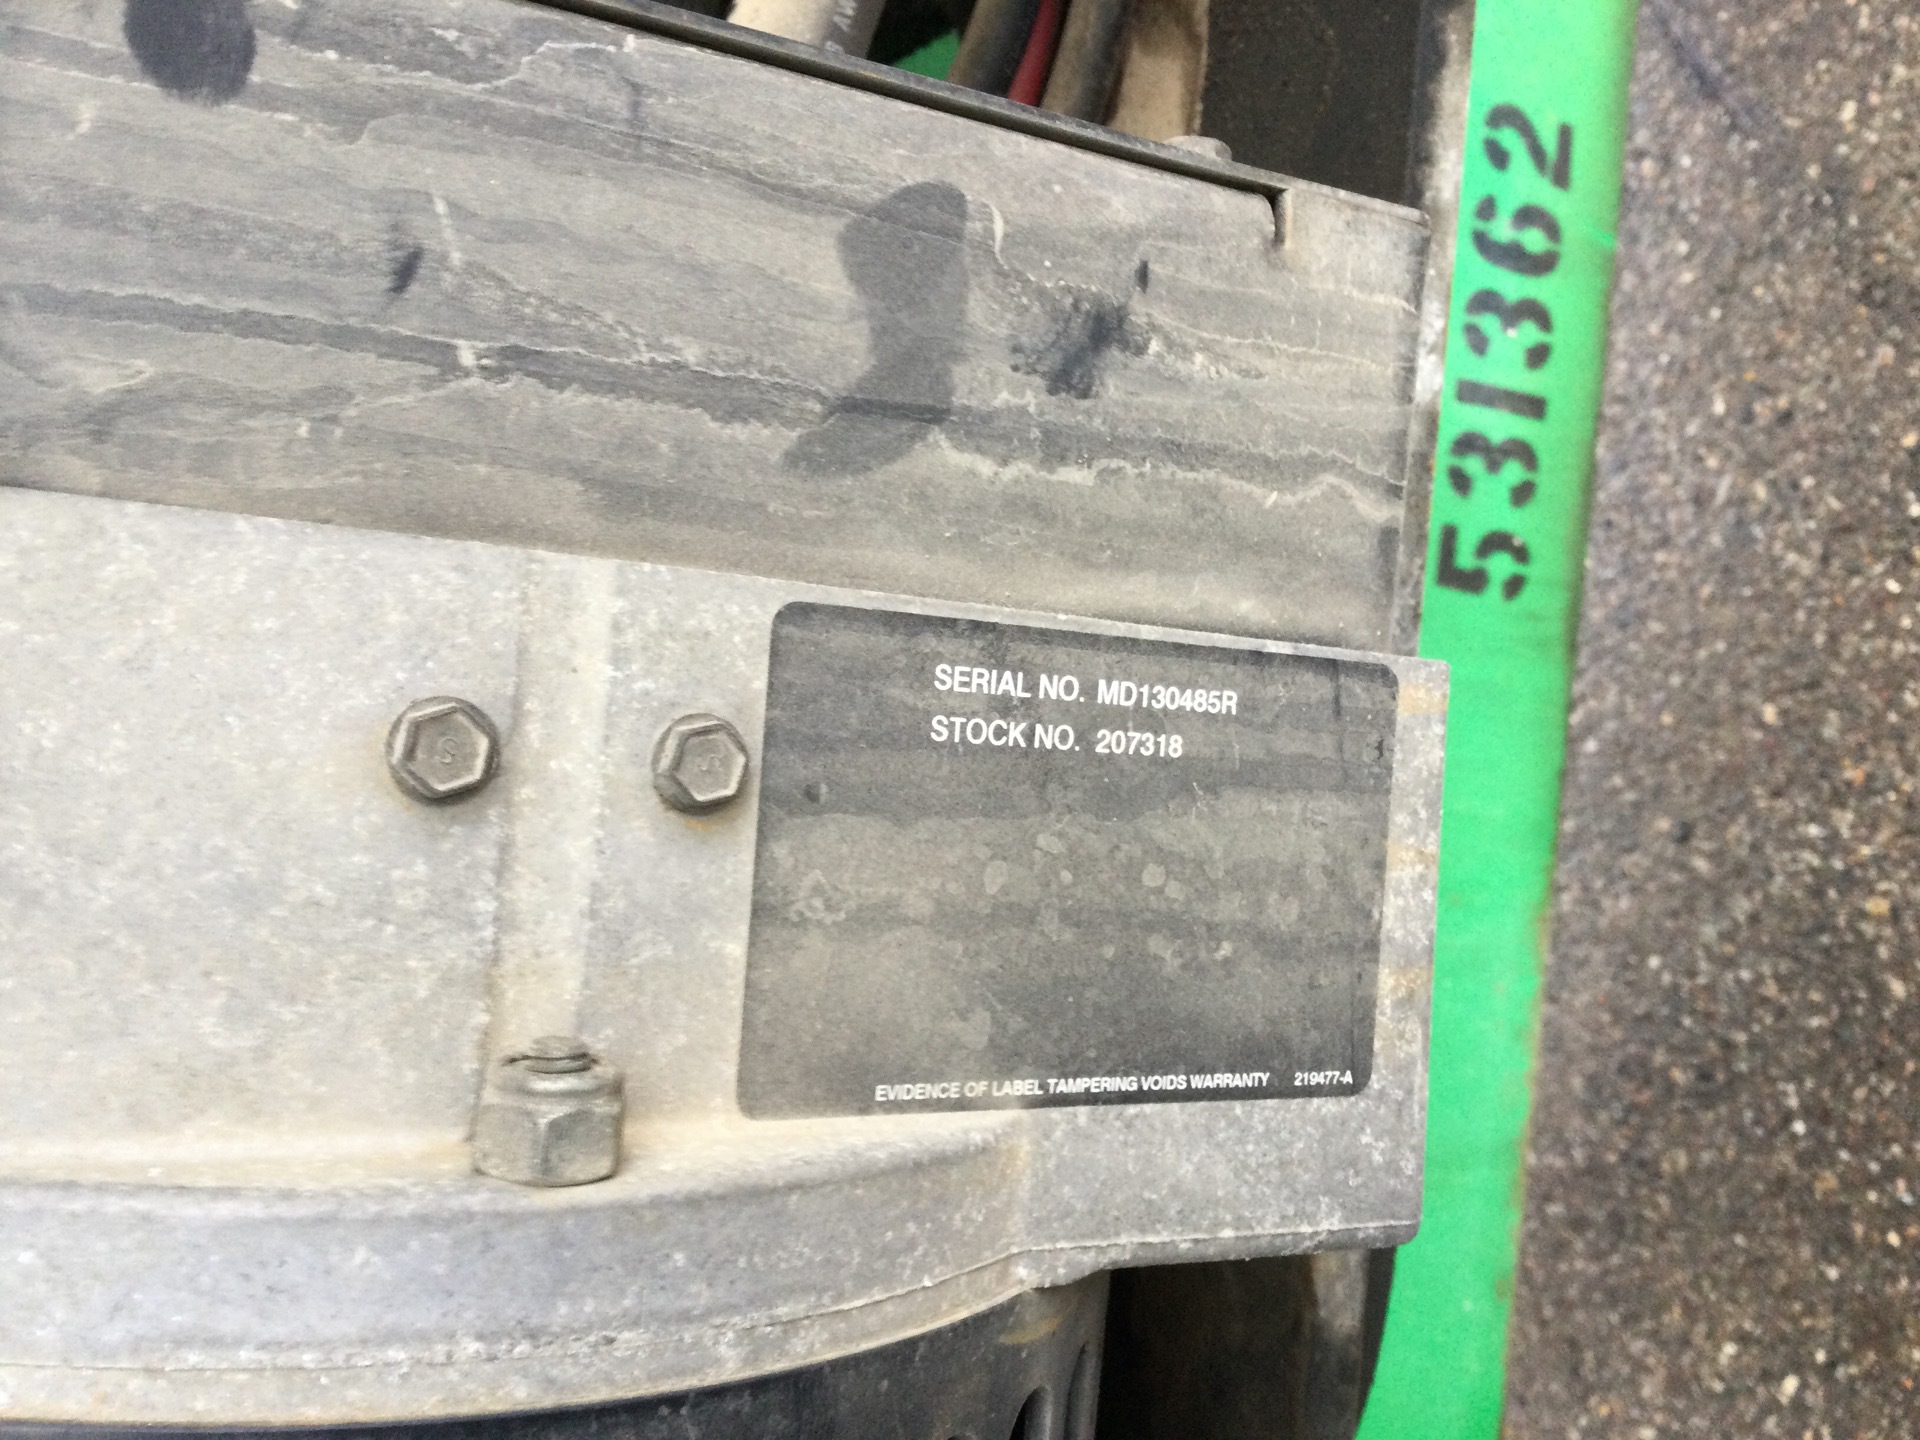 SERIAL NO. MD130485R
STOCK NO. 207318
EVIDENCE OF LABEL TAMPERING VOIDS WARRANTY 219477-A
531362
S
S